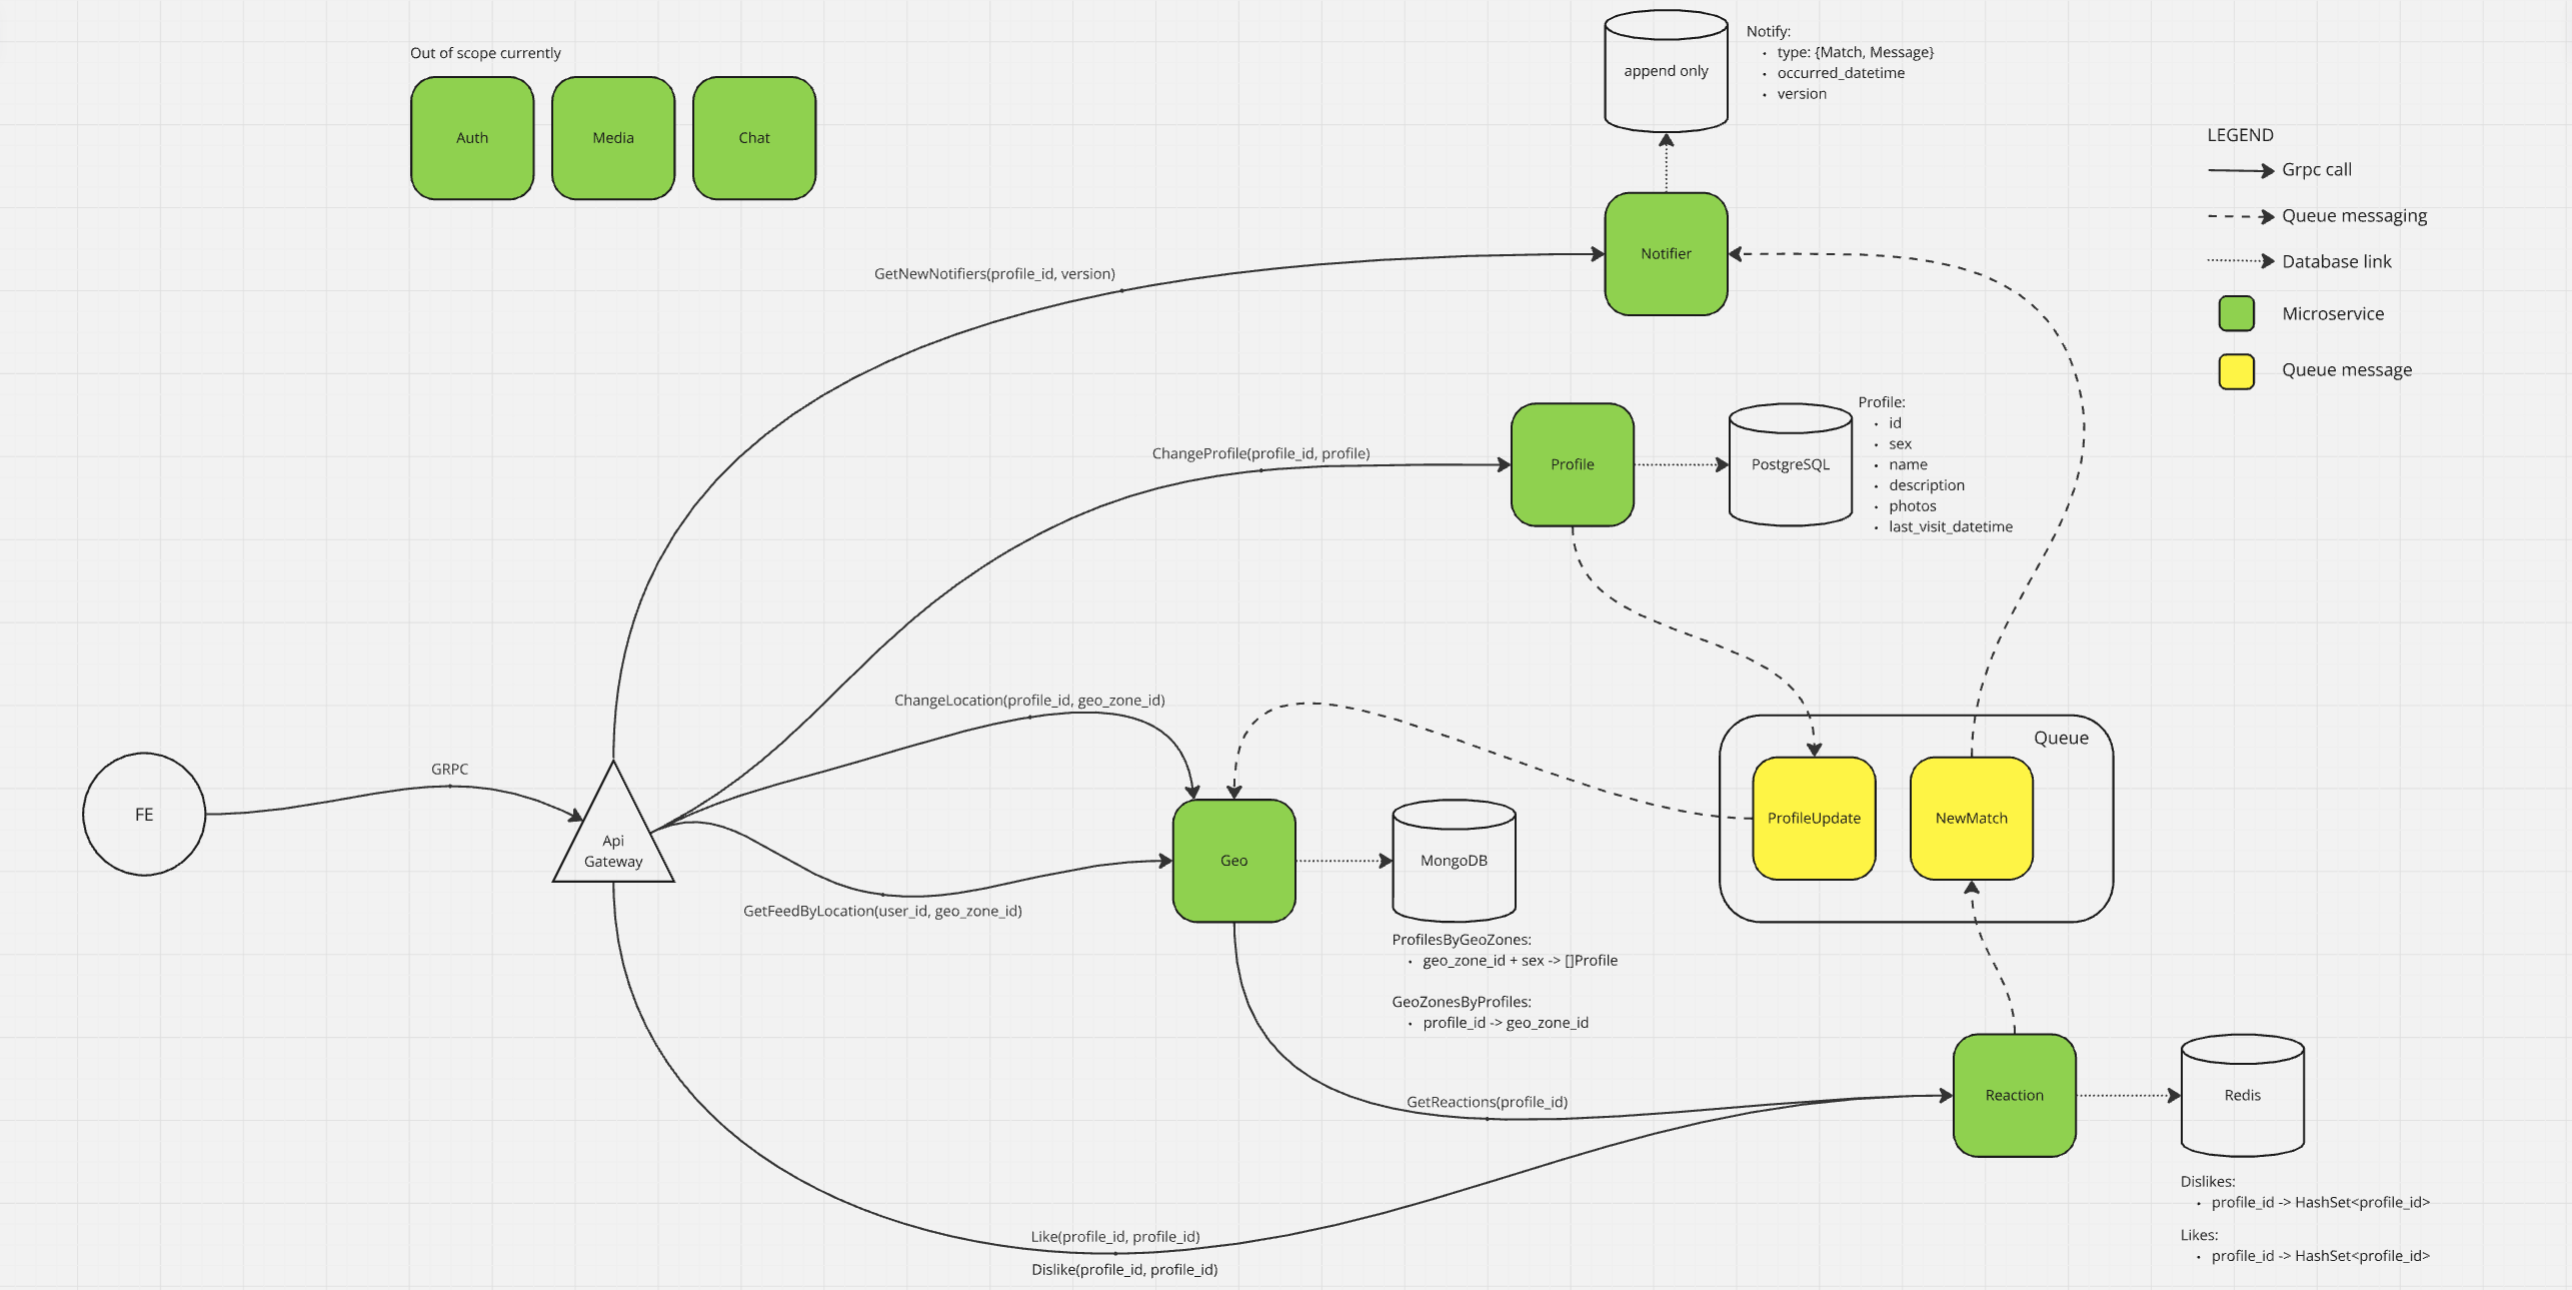 Out of scope currently
Auth
Media
Chat
append only
Notify:
• type: {Match, Message}
• occurred_datetime
• version
LEGEND
Grpc call
Queue messaging
Database link
Microservice
Queue message
GetNewNotifiers(profile_id, version)
Notifier
ChangeProfile(profile_id, profile)
Profile
PostgreSQL
Profile:
• id
• sex
• name
• description
• photos
• last_visit_datetime
ChangeLocation(profile_id, geo_zone_id)
Queue
ProfileUpdate
NewMatch
FE
GRPC
Api
Gateway
Geo
MongoDB
GetFeedByLocation(user_id, geo_zone_id)
ProfilesByGeoZones:
• geo_zone_id + sex -> []Profile
GeoZonesByProfiles:
• profile_id -> geo_zone_id
GetReactions(profile_id)
Reaction
Redis
Dislikes:
• profile_id -> HashSet<profile_id>
Likes:
• profile_id -> HashSet<profile_id>
Like(profile_id, profile_id)
Dislike(profile_id, profile_id)